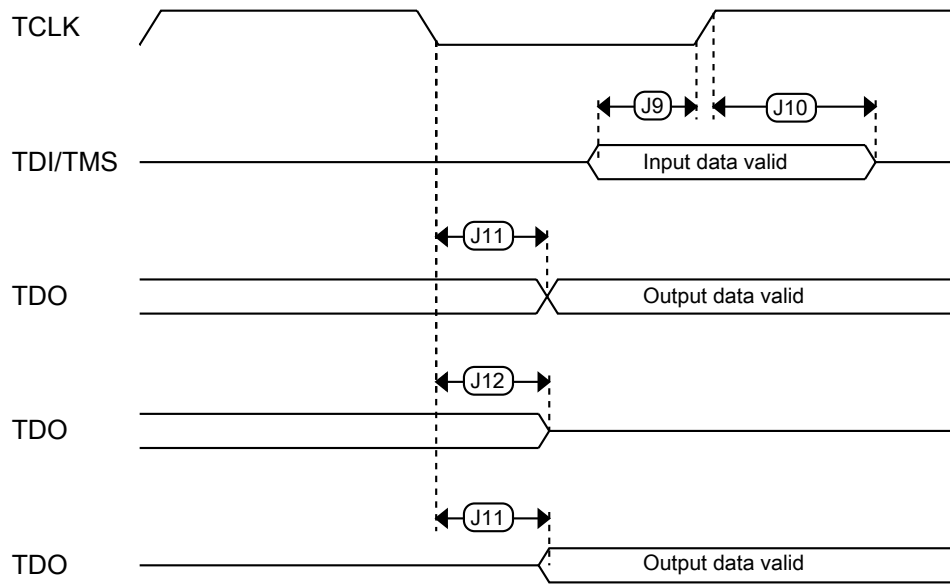 TCLK
J9
J10
TDI/TMS
Input data valid
J11
TDO
Output data valid
J12
TDO
J11
TDO
Output data valid